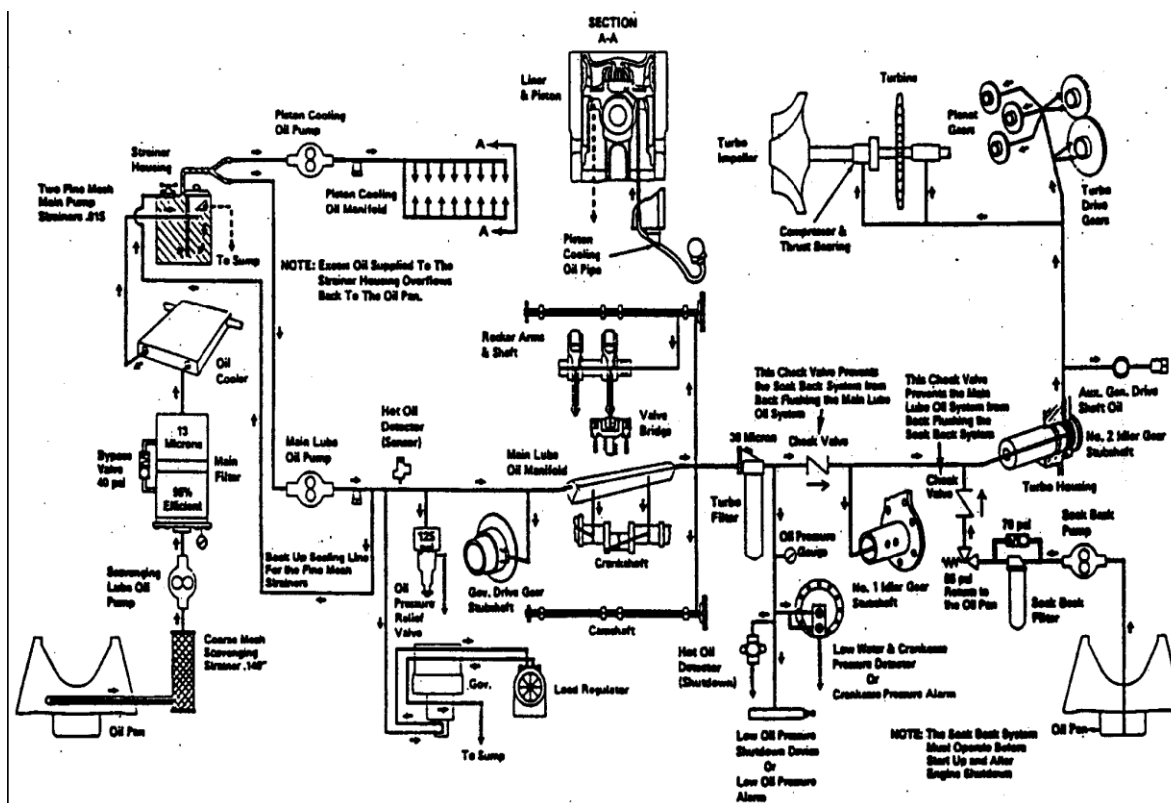 SECTION
A-A
Liner
& Piston
Turbine
Planet
Gears
Turbo
Impeller
Turbo
Drive
Gears
Compressor &
Thrust Bearing
Piston Cooling
Oil Pump
Strainer
Housing
Two Fine Mesh
Main Pump
Strainers .015
Piston Cooling
Oil Manifold
A
A
Piston
Cooling
Oil Pipe
To Sump
NOTE: Excess Oil Supplied To The
Strainer Housing Overflows
Back To The Oil Pan.
Oil
Cooler
Rocker Arms
& Shaft
Valve
Bridge
This Check Valve Prevents
the Soak Back System from
Back Flushing the Main Lube
Oil System
This Check Valve
Prevents the Main
Lube Oil System from
Back Flushing the
Soak Back System
Aux. Gen. Drive
Shaft Oil
No. 2 Idler Gear
Stubshaft
Turbo Housing
13
Microns
Bypass
Valve
40 psi
Main
Filter
98%
Efficient
Main Lube
Oil Pump
Hot Oil
Detector
(Sensor)
Main Lube
Oil Manifold
30 Micron
Check Valve
Turbo
Filter
Check
Valve
70 psi
Soak Back
Pump
Oil Pressure
Gauge
Back Up Sealing Line
For the Fine Mesh
Strainers
125
Oil
Pressure
Relief
Valve
Gov. Drive Gear
Stubshaft
Crankshaft
Camshaft
No. 1 Idler Gear
Stubshaft
psi
Return to
the Oil Pan
Soak Back
Filter
Scavenging
Lube Oil
Pump
Coarse Mesh
Scavenging
Strainer .140"
Oil Pan
Gov.
Load Regulator
To Sump
Hot Oil
Detector
(Shutdown)
Low Water & Crankcase
Pressure Detector
Or
Crankcase Pressure Alarm
Low Oil Pressure
Shutdown Device
Or
Low Oil Pressure
Alarm
Oil Pan
NOTE: The Soak Back System
Must Operate Before
Start Up and After
Engine Shutdown